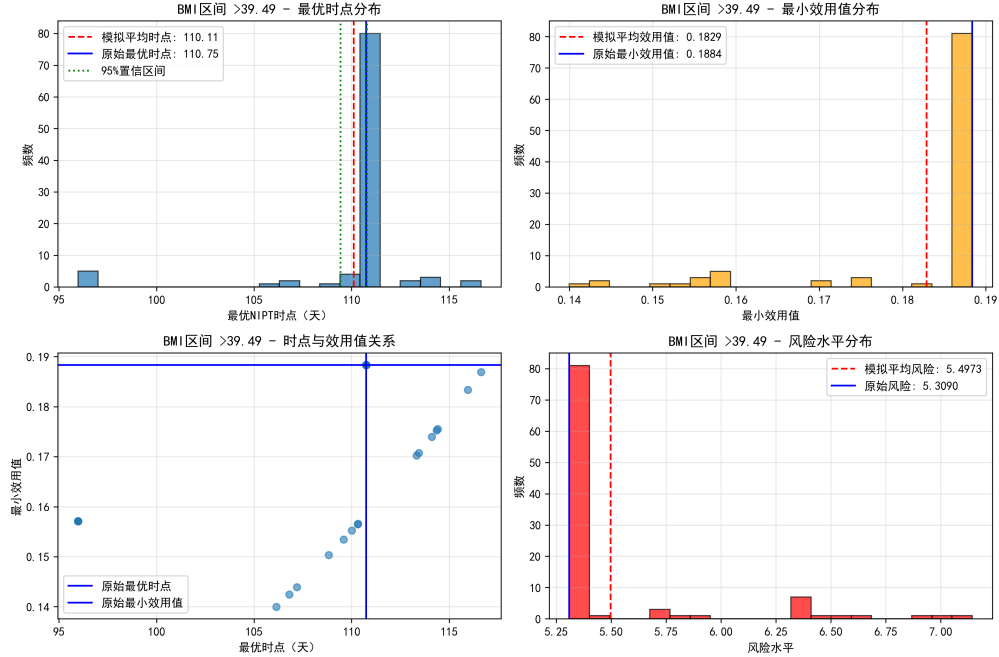 BMI区间 >39.49 - 最优时点分布
模拟平均时点: 110.11
原始最优时点: 110.75
95%置信区间
频数
80
70
60
50
40
30
20
10
0
95
100
105
110
115
最优NIPT时点（天）
BMI区间 >39.49 - 最小效用值分布
模拟平均效用值: 0.1829
原始最小效用值: 0.1884
频数
80
70
60
50
40
30
20
10
0
0.14
0.15
0.16
0.17
0.18
0.19
最小效用值
BMI区间 >39.49 - 时点与效用值关系
最小效用值
0.19
0.18
0.17
0.16
0.15
0.14
原始最优时点
原始最小效用值
95
100
105
110
115
最优时点（天）
BMI区间 >39.49 - 风险水平分布
模拟平均风险: 5.4973
原始风险: 5.3090
频数
80
70
60
50
40
30
20
10
0
5.25
5.50
5.75
6.00
6.25
6.50
6.75
7.00
风险水平